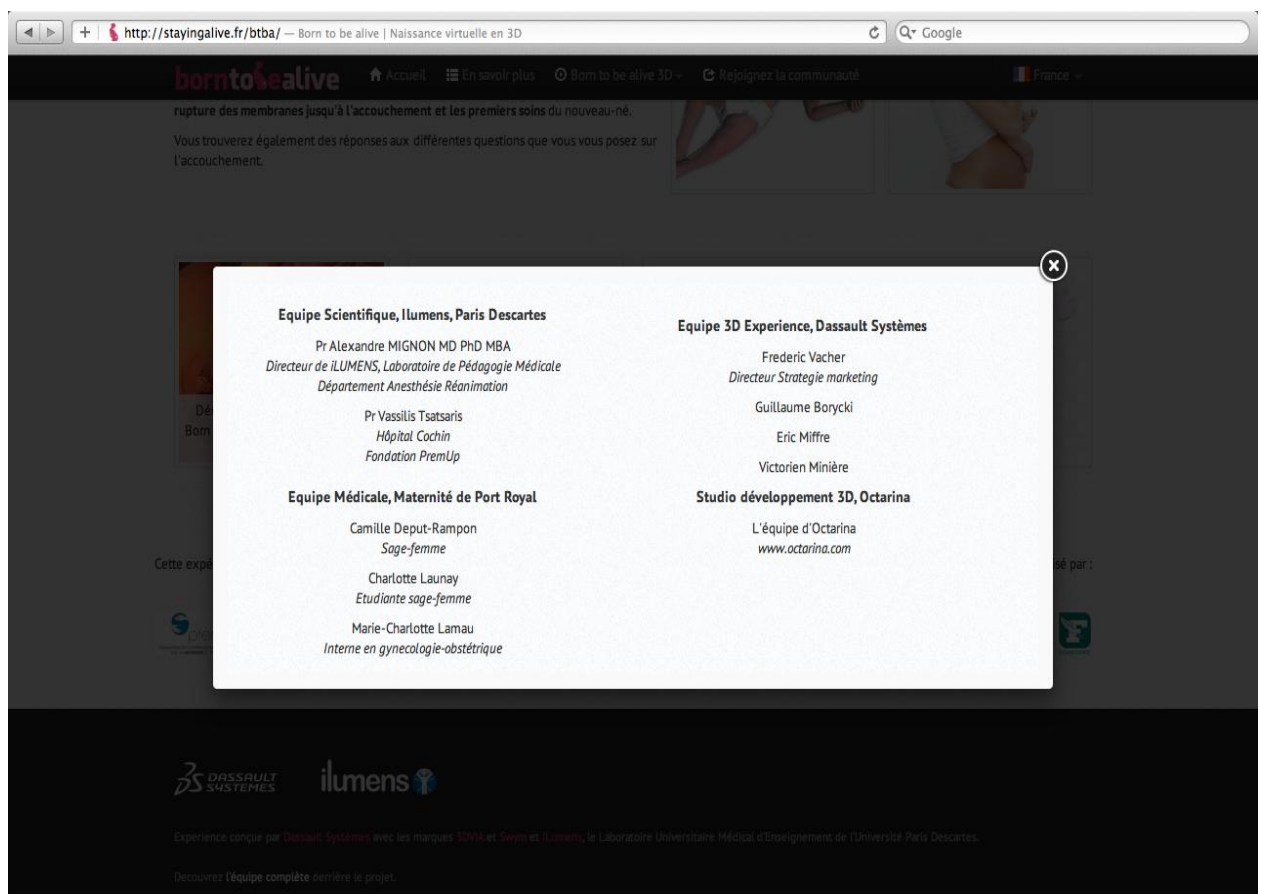 http://stayingalive.fr/btba/ — Born to be alive | Naissance virtuelle en 3D
Google
borntobealive
Accueil
En savoir plus
Born to be alive 3D
Rejoignez la communauté
France
rupture des membranes jusqu'à l'accouchement et les premiers soins du nouveau-né.
Vous trouverez également des réponses aux différentes questions que vous vous posez sur
l'accouchement.
Equipe Scientifique, Ilumens, Paris Descartes
Pr Alexandre MIGNON MD PhD MBA
Directeur de iLUMENS, Laboratoire de Pédagogie Médicale
Département Anesthésie Réanimation
Pr Vassilis Tsatsaris
Hôpital Cochin
Fondation PremUp
Equipe Médicale, Maternité de Port Royal
Camille Deput-Rampon
Sage-femme
Charlotte Launay
Etudiante sage-femme
Marie-Charlotte Lamau
Interne en gynecologie-obstétrique
Equipe 3D Experience, Dassault Systèmes
Frederic Vacher
Directeur Strategie marketing
Guillaume Borycki
Eric Miffre
Victorien Minière
Studio développement 3D, Octarina
L'équipe d'Octarina
www.octarina.com
Dé
Born
Cette expé
isé par :
pre
F
DASSAULT
SYSTEMES
ilumens
Experience conçue par Dassault Systèmes avec les marques 3DVIA et Swym et iLumens, le Laboratoire Universitaire Médical d'Enseignement de l'Université Paris Descartes.
Decouvrez l'équipe complête derrière le projet.